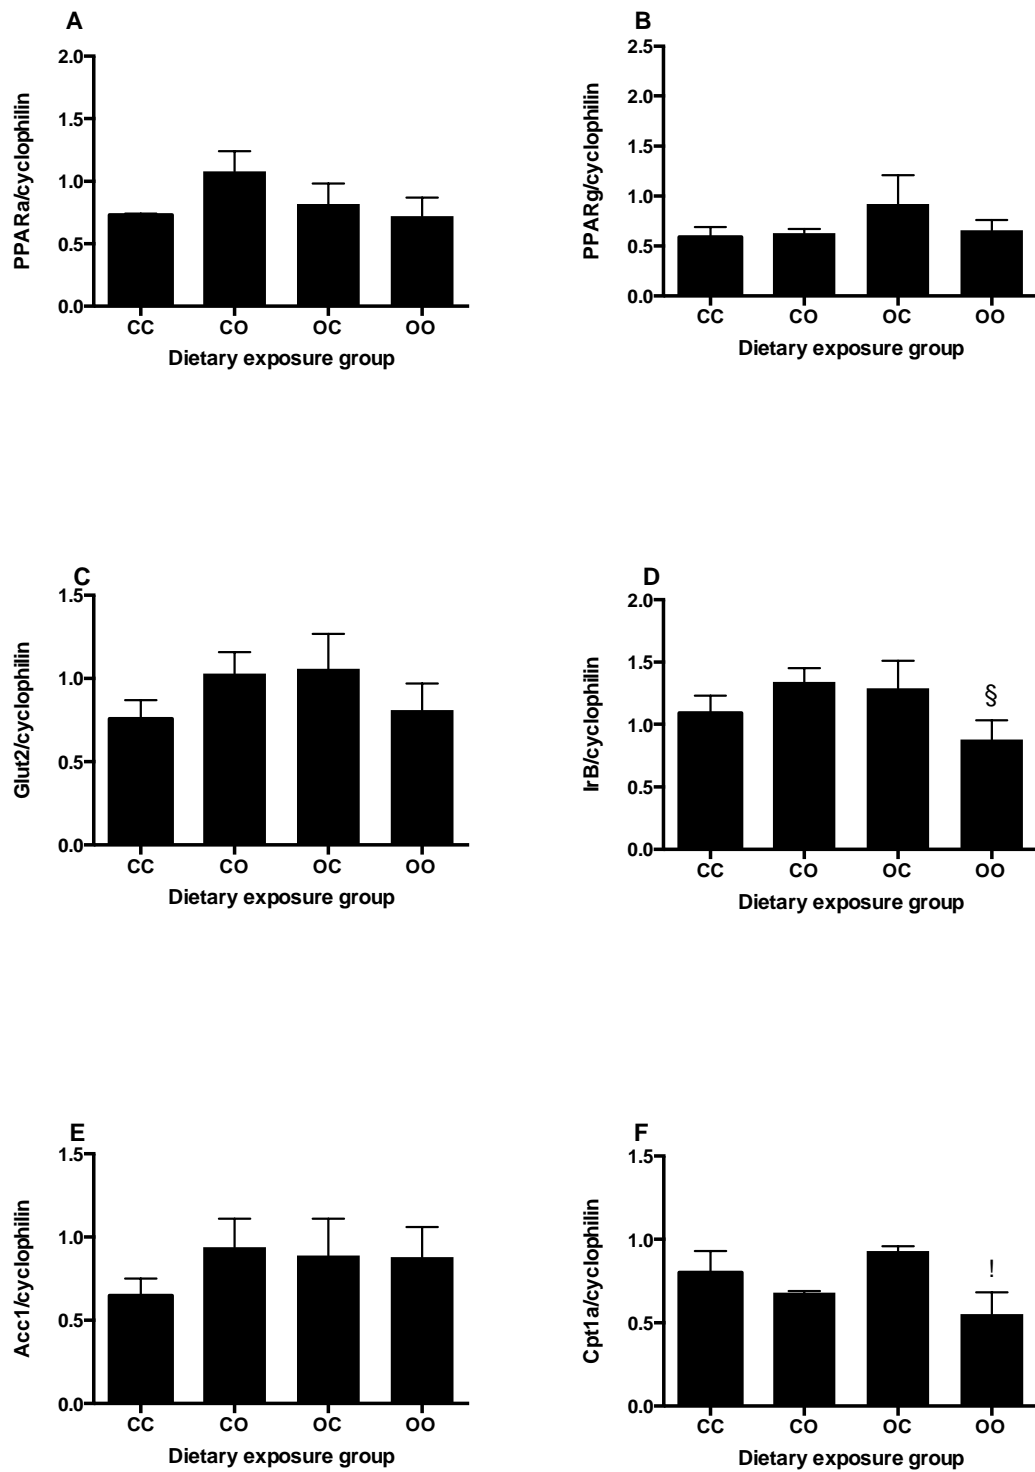 A
PPARa/cyclophilin
2.0
1.5
1.0
0.5
0.0
CC CO OC OO
Dietary exposure group
B
PPARg/cyclophilin
2.5
2.0
1.5
1.0
0.5
0.0
CC CO OC OO
Dietary exposure group
C
Glut2/cyclophilin
1.5
1.0
0.5
0.0
CC CO OC OO
Dietary exposure group
D
IrB/cyclophilin
2.0
1.5
1.0
0.5
0.0
§
CC CO OC OO
Dietary exposure group
E
Acc1/cyclophilin
1.5
1.0
0.5
0.0
CC CO OC OO
Dietary exposure group
F
Cpt1a/cyclophilin
1.5
1.0
0.5
0.0
!
CC CO OC OO
Dietary exposure group